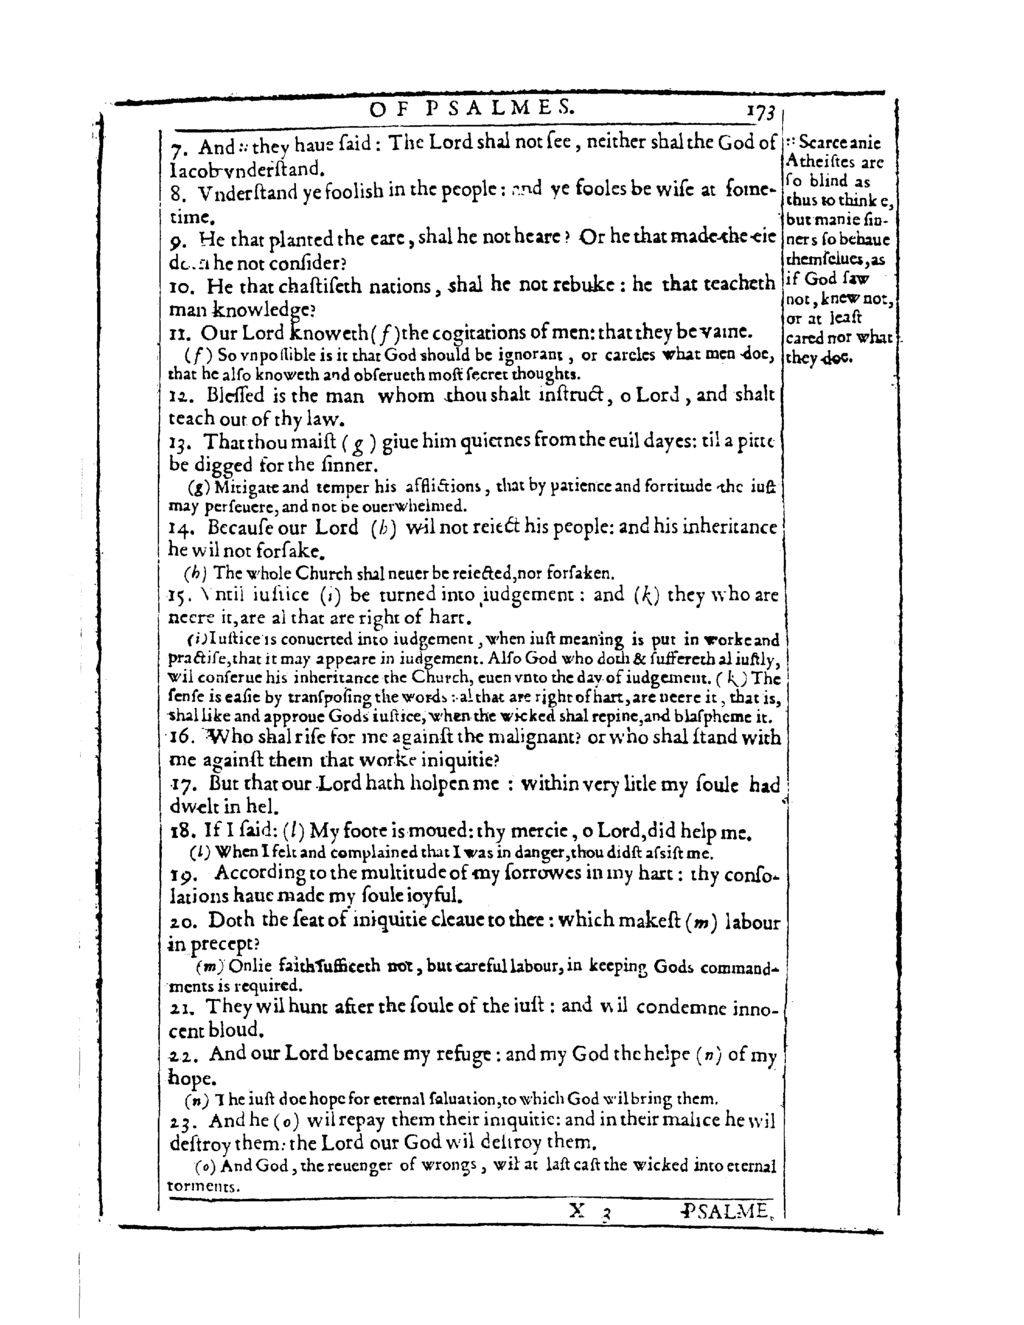 OF PSALMES. 173
7. And :: they haue ſaid : The Lord shal not ſee , neither shal the God of
Iacob vnderſtand.
8. Vnderſtand ye foolish in the people : and ye fooles be wiſe at ſome-
time.
9. He that planted the eare , shal he not heare ? Or he that made the eie
doth he not conſider?
10. He that chaſtiſeth nations , shal he not rebuke : he that teacheth
man knowledge?
11. Our Lord knoweth ( f ) the cogitations of men: that they be vaine.
( f ) So vnpoſſible is it that God should be ignorant , or careles what men doe,
that he alſo knoweth and obſerueth moſt ſecret thoughts.
12. Bleſſed is the man whom thou shalt inſtruct , o Lord , and shalt
teach out of thy law.
13. That thou maiſt ( g ) giue him quietnes from the euil dayes: til a pitte
be digged for the ſinner.
(g) Mitigate and temper his afflictions , that by patience and fortitude the iuſt
may perſeuere, and not be ouerwhelmed.
14. Becauſe our Lord (h) wil not reiect his people: and his inheritance
he wil not forſake.
(h) The whole Church shal neuer be reiected,nor forſaken.
15. Vntil iuſtice (i) be turned into iudgement : and (k) they who are
neere it,are al that are right of hart.
(i) Iuſtice is conuerted into iudgement , when iuſt meaning is put in worke and
practiſe,that it may appeare in iudgement. Alſo God who doth & ſuffereth al iuſtly,
wil conſerue his inheritance the Church, euen vnto the day of iudgement. ( k ) The
ſenſe is eaſie by tranſpoſing the words : al that are right of hart, are neere it , that is,
shal like and approue Gods iuſtice, when the wicked shal repine,and blaſpheme it.
16. Who shal riſe for me againſt the malignant? or who shal ſtand with
me againſt them that worke iniquitie?
17. But that our Lord hath holpen me : within very litle my ſoule had
dwelt in hel.
18. If I ſaid: (l) My foote is moued: thy mercie , o Lord,did help me.
(l) When I felt and complained that I was in danger,thou didſt aſsiſt me.
19. According to the multitude of my ſorrowes in my hart : thy conſo-
lations haue made my ſoule ioyful.
20. Doth the ſeat of iniquitie cleaue to thee : which makeſt (m) labour
in precept?
(m) Onlie faith ſufficeth not , but careful labour, in keeping Gods command-
ments is required.
21. They wil hunt after the ſoule of the iuſt : and wil condemne inno-
cent bloud.
22. And our Lord became my refuge : and my God the helpe (n) of my
hope.
(n) The iuſt doe hope for eternal ſaluation,to which God wil bring them.
23. And he (o) wil repay them their iniquitie: and in their malice he wil
deſtroy them: the Lord our God wil deſtroy them.
(o) And God , the reuenger of wrongs , wil at laſt caſt the wicked into eternal
torments.
X 3 PSALME.
:: Scarce anie
Atheiſtes are
ſo blind as
thus to thinke,
but manie ſin-
ners ſo behaue
themſelues,as
if God ſaw
not , knew not,
or at leaſt
cared not what
they doe.